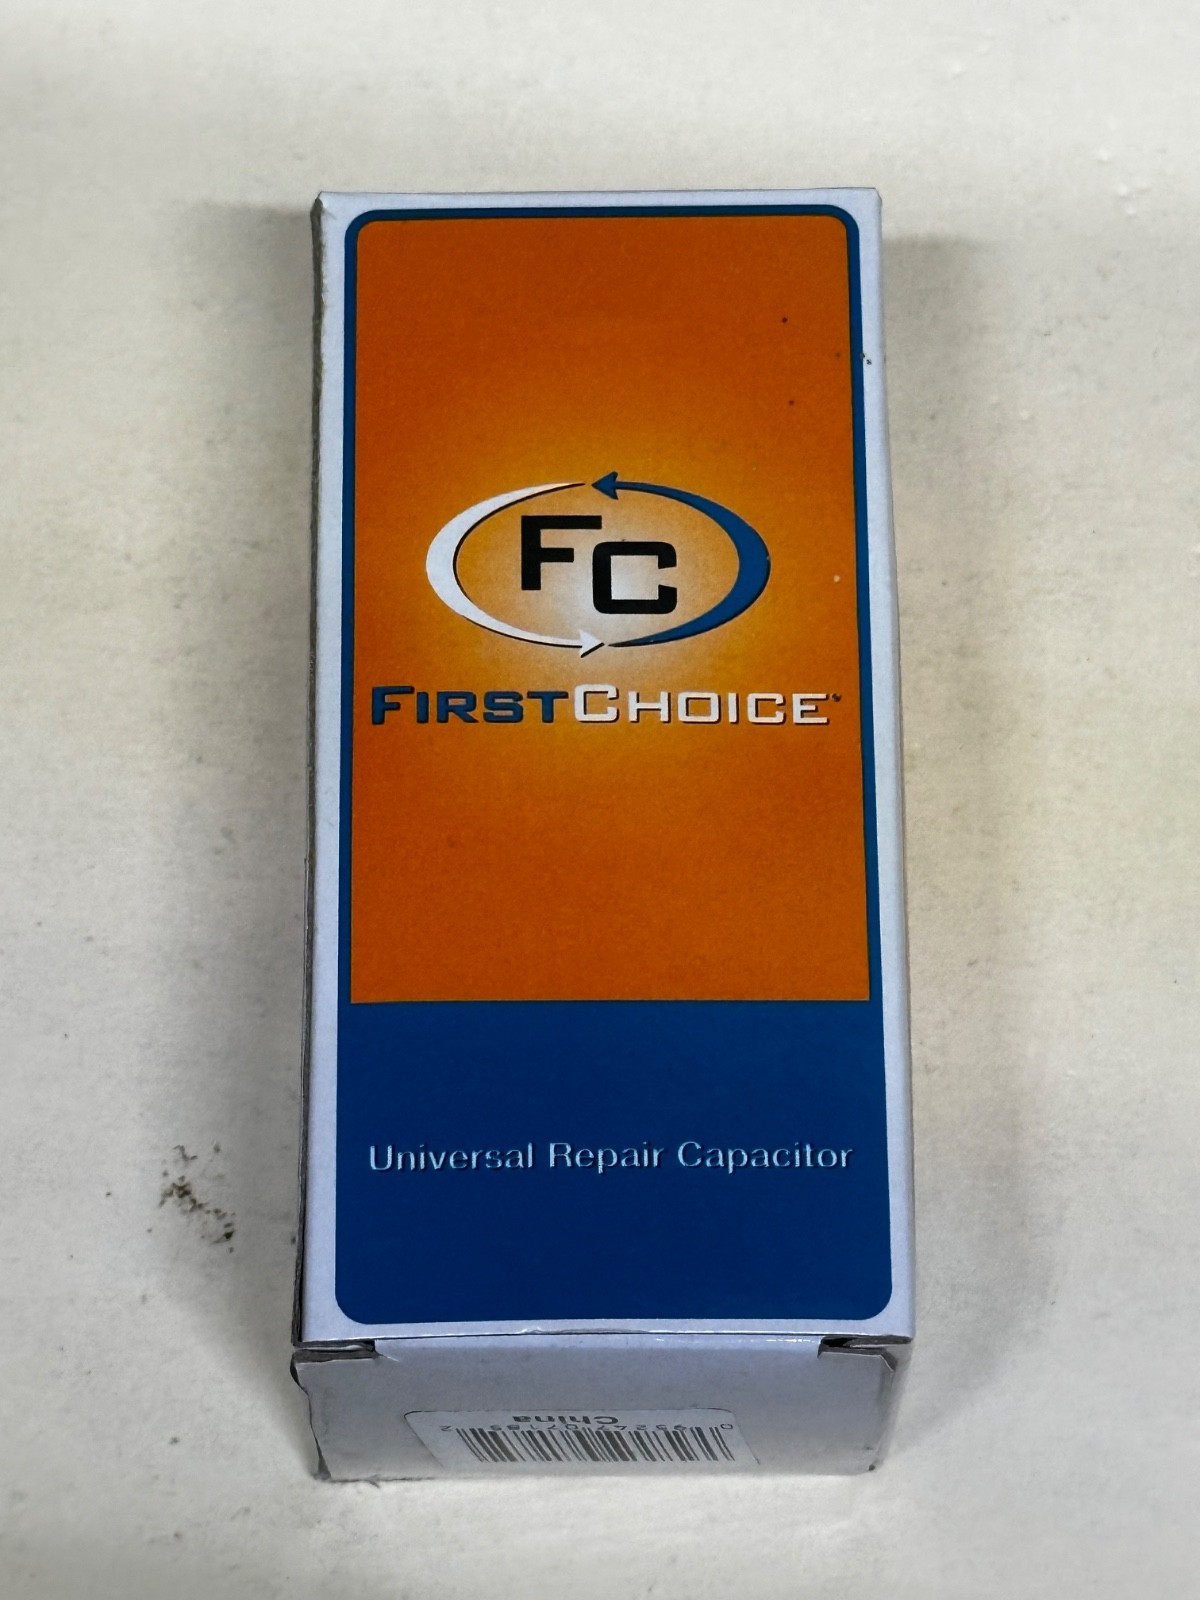 FC
FIRSTCHOICE
Universal Repair Capacitor
China